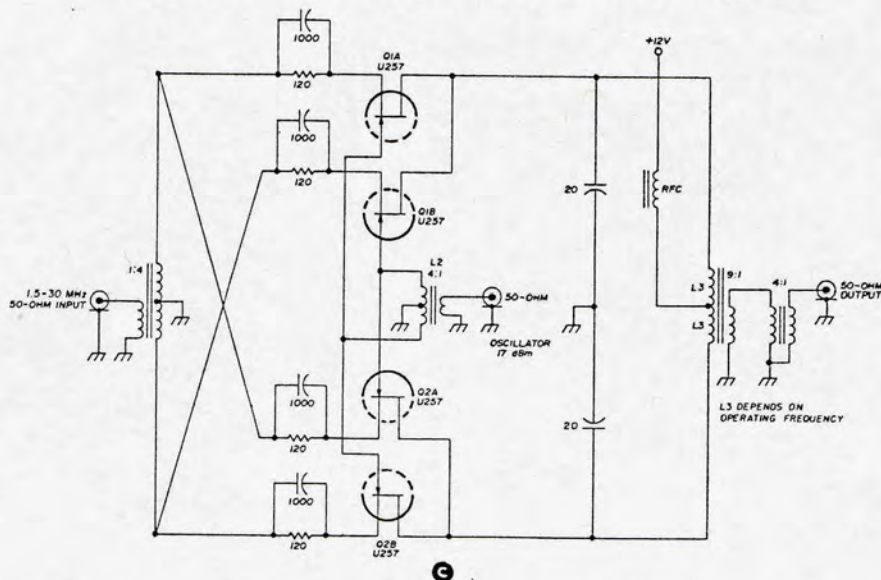 1000
120
Q1A
U257
1000
120
Q1B
U257
+12V
RFC
20
1:4
1.5-30 MHz
50-OHM INPUT
L2
4:1
50-OHM
OSCILLATOR
17 dBm
L3
L3
9:1
4:1
50-OHM
OUTPUT
L3 DEPENDS ON
OPERATING FREQUENCY
1000
120
Q2A
U257
20
1000
120
Q2B
U257
C